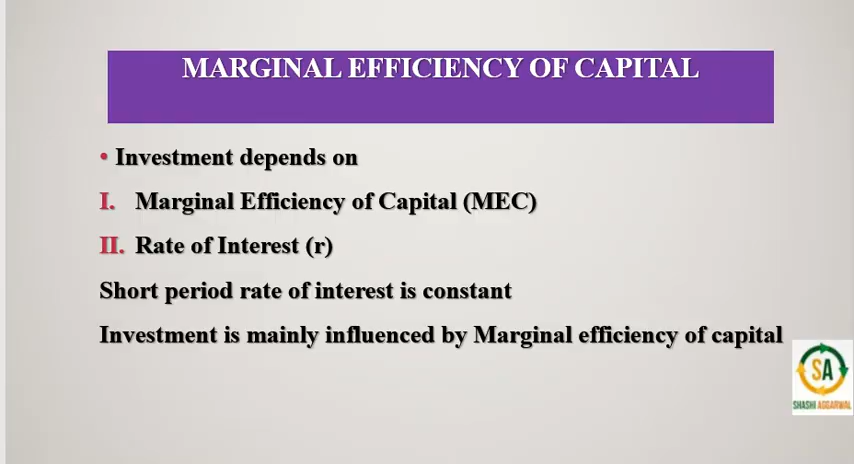 MARGINAL EFFICIENCY OF CAPITAL
• Investment depends on
I. Marginal Efficiency of Capital (MEC)
II. Rate of Interest (r)
Short period rate of interest is constant
Investment is mainly influenced by Marginal efficiency of capital
SA
SHASHI AGGARWAL